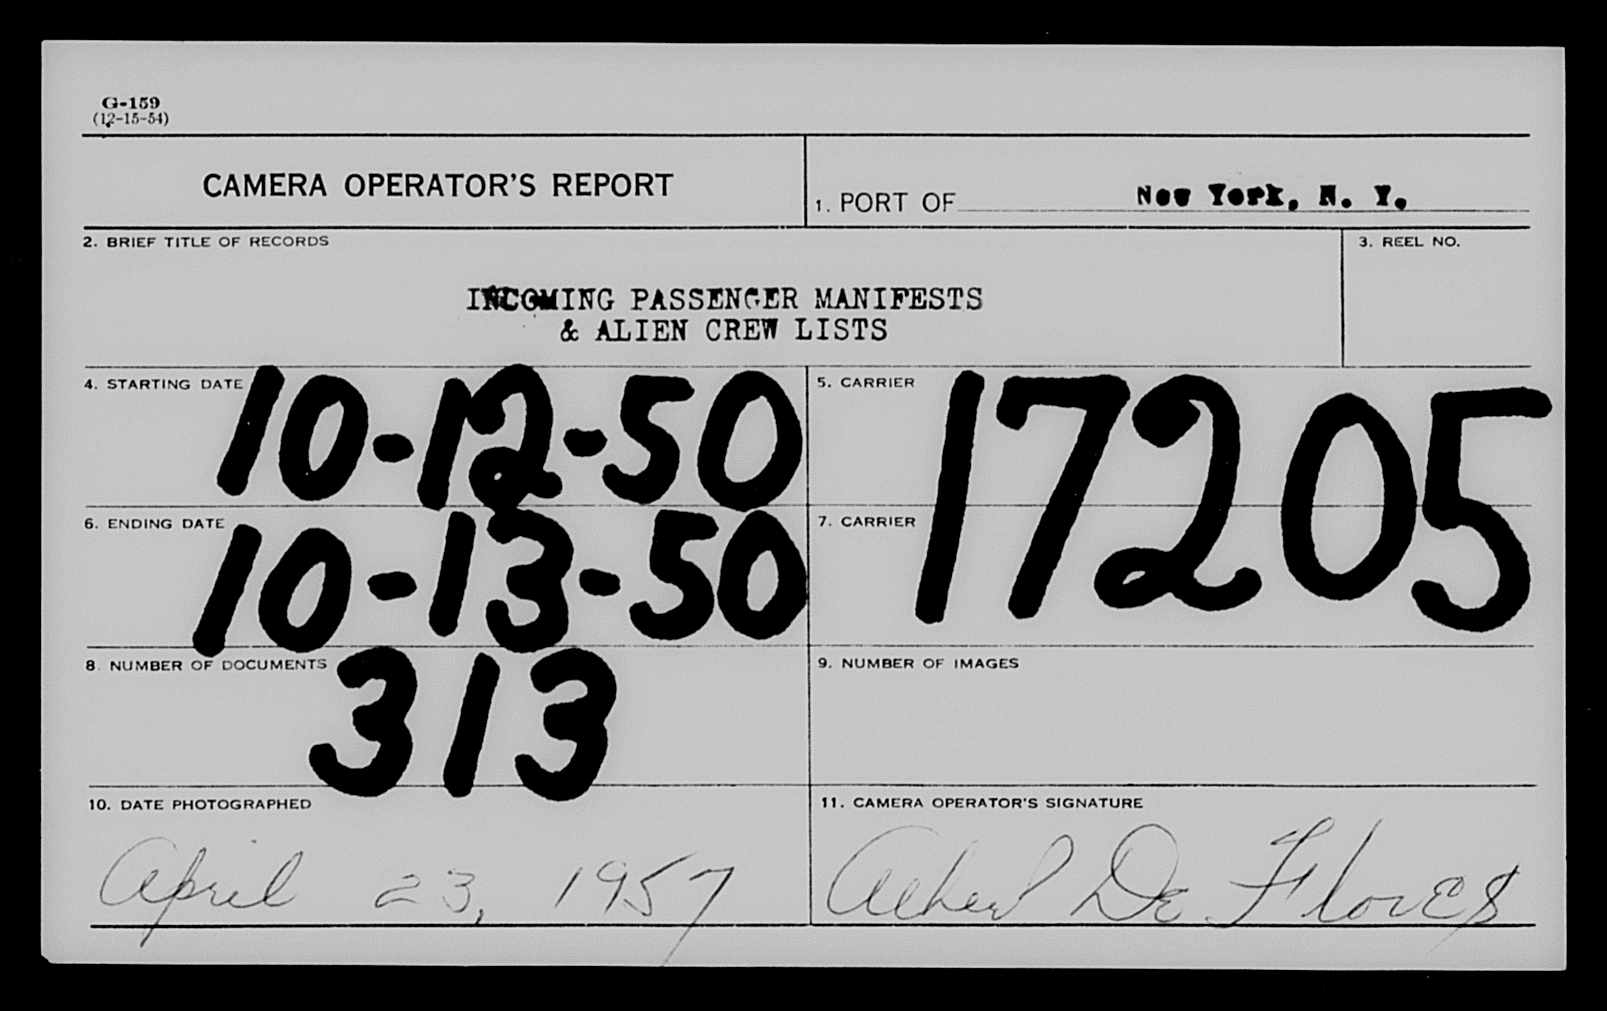 G-159
(12-15-54)
CAMERA OPERATOR'S REPORT
1. PORT OF New York, N. Y.
2. BRIEF TITLE OF RECORDS
3. REEL NO.
INCOMING PASSENGER MANIFESTS
& ALIEN CREW LISTS
4. STARTING DATE 10-12-50
5. CARRIER 17205
6. ENDING DATE 10-13-50
7. CARRIER
8. NUMBER OF DOCUMENTS 313
9. NUMBER OF IMAGES
10. DATE PHOTOGRAPHED
11. CAMERA OPERATOR'S SIGNATURE
April 23, 1957
De Flores